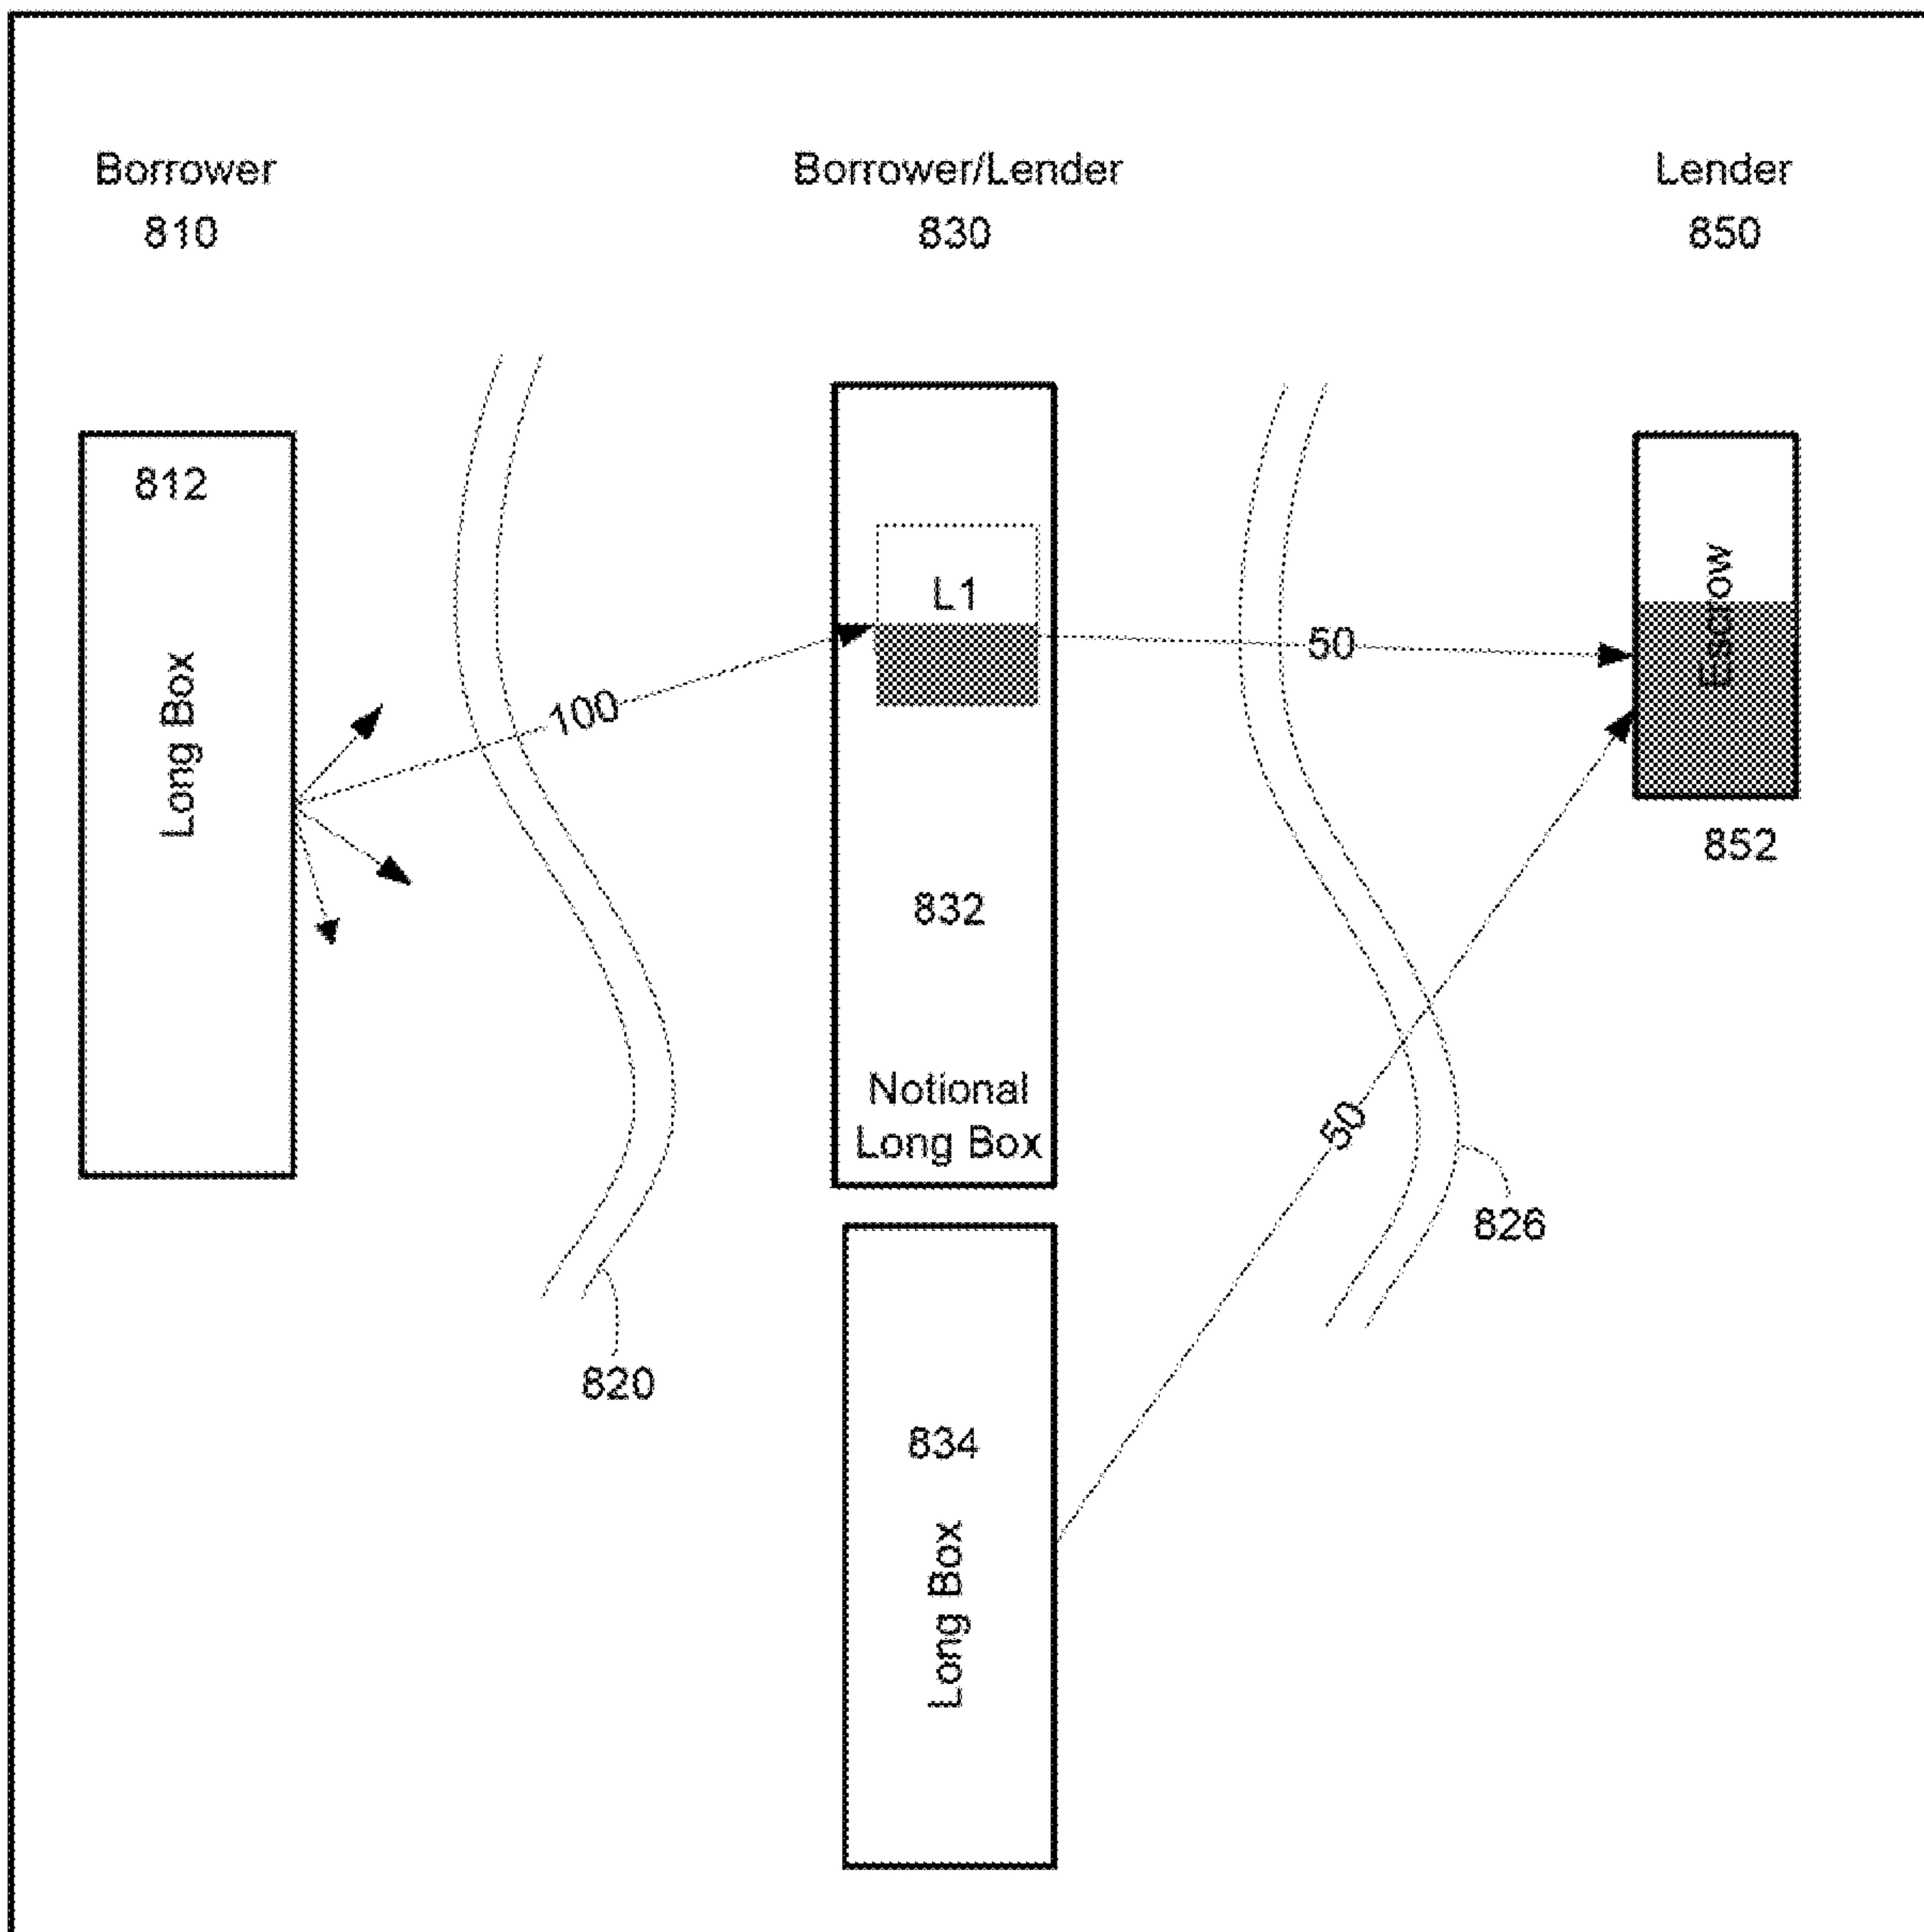 Borrower
810
Borrower/Lender
830
Lender
850
812
Long Box
100
L1
50
Escrow
852
832
Notional
Long Box
50
826
820
834
Long Box